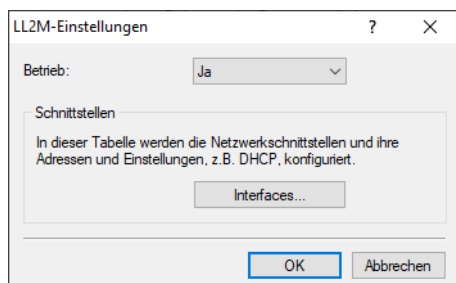 LL2M-Einstellungen ?
Betrieb: Ja
Schnittstellen
In dieser Tabelle werden die Netzwerkschnittstellen und ihre
Adressen und Einstellungen, z.B. DHCP, konfiguriert.
Interfaces...
OK Abbrechen